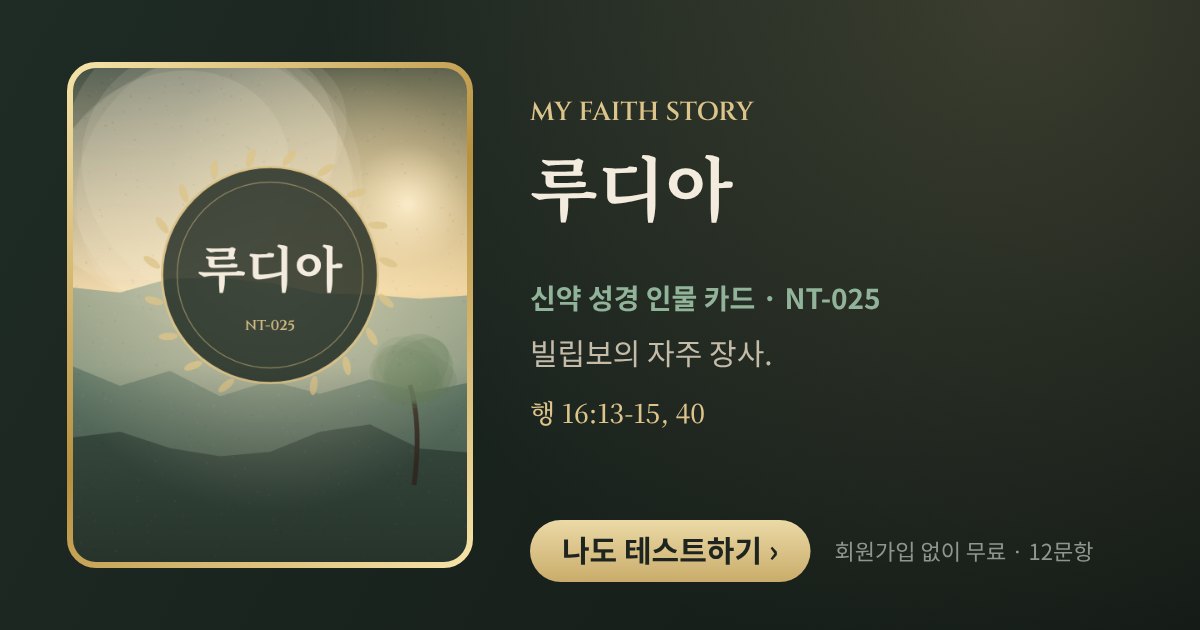 루디아
NT-025
MY FAITH STORY
루디아
신약 성경 인물 카드 · NT-025
빌립보의 자주 장사.
행 16:13-15, 40
나도 테스트하기 ›
회원가입 없이 무료 · 12문항